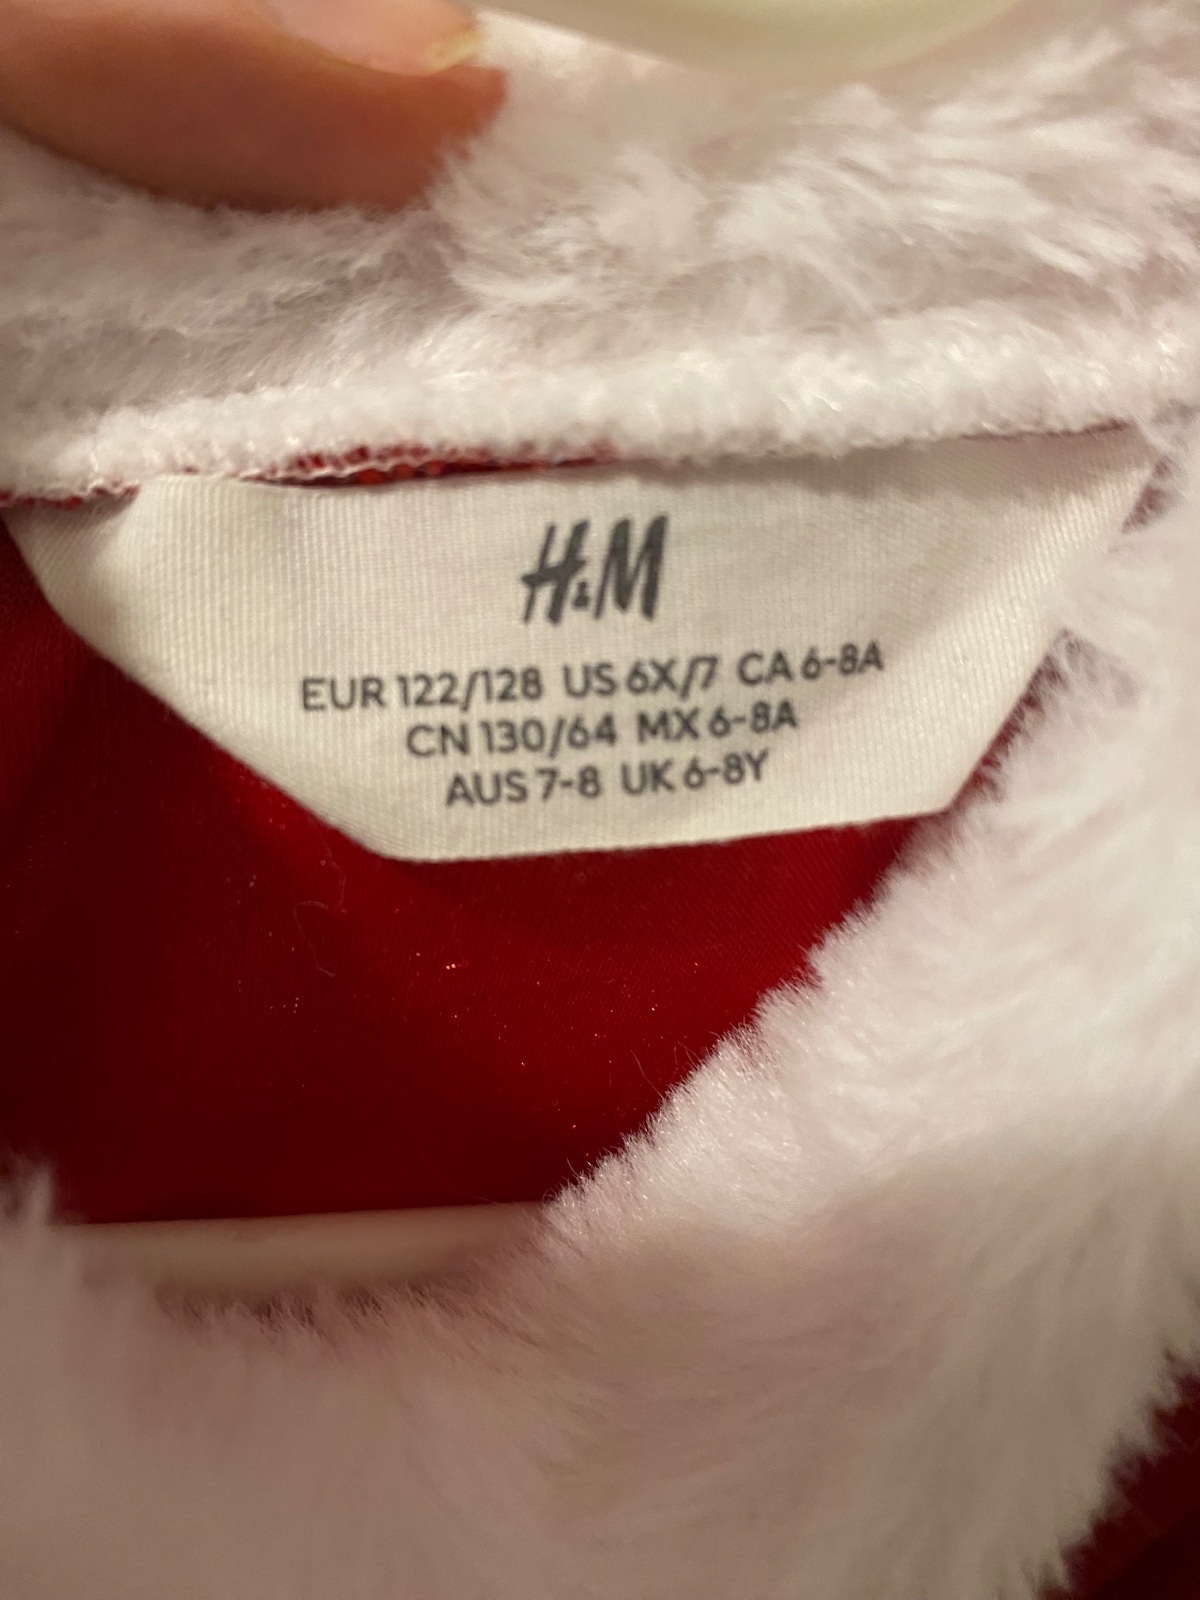 H&M
EUR 122/128 US 6X/7 CA 6-8A
CN 130/64 MX 6-8A
AUS 7-8 UK 6-8Y